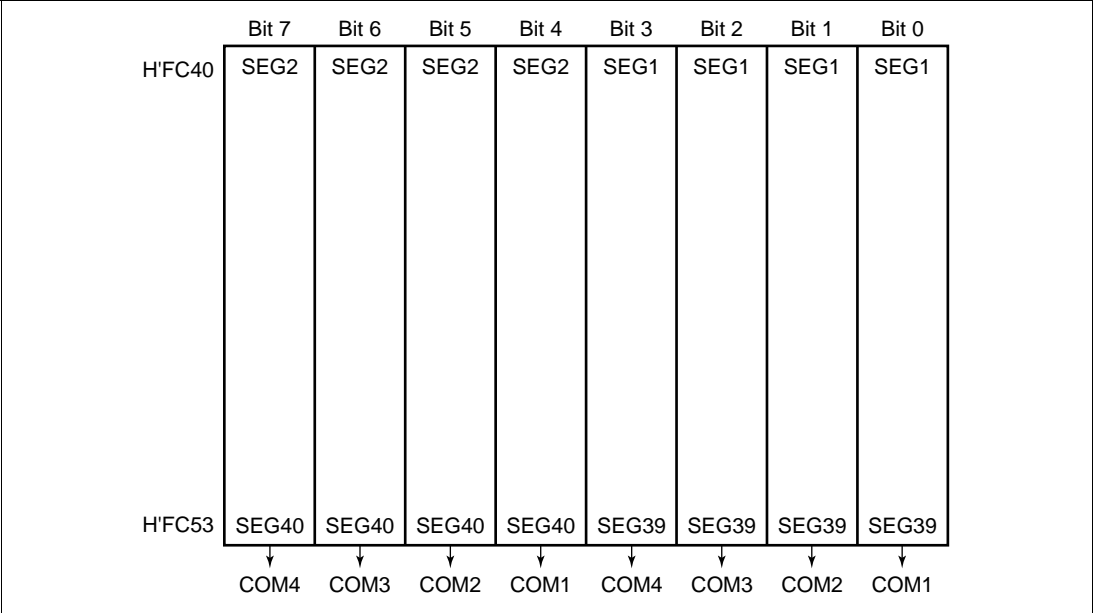 Bit 7 Bit 6 Bit 5 Bit 4 Bit 3 Bit 2 Bit 1 Bit 0
H'FC40 SEG2 SEG2 SEG2 SEG2 SEG1 SEG1 SEG1 SEG1
H'FC53 SEG40 SEG40 SEG40 SEG40 SEG39 SEG39 SEG39 SEG39
COM4 COM3 COM2 COM1 COM4 COM3 COM2 COM1